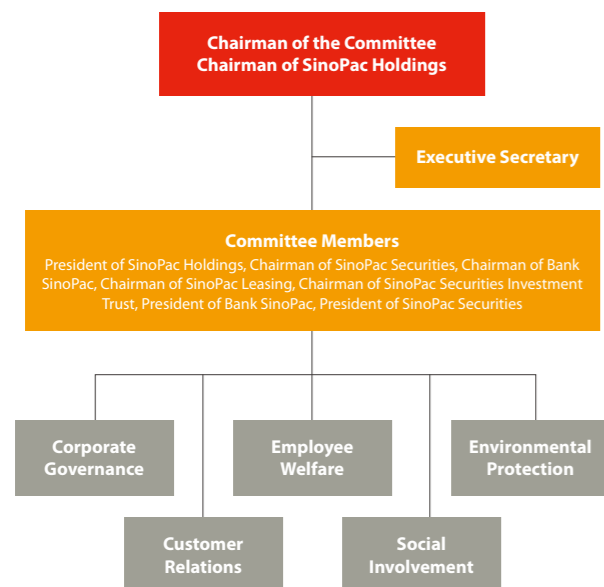 Chairman of the Committee
Chairman of SinoPac Holdings
Executive Secretary
Committee Members
President of SinoPac Holdings, Chairman of SinoPac Securities, Chairman of Bank
SinoPac, Chairman of SinoPac Leasing, Chairman of SinoPac Securities Investment
Trust, President of Bank SinoPac, President of SinoPac Securities
Corporate
Governance
Employee
Welfare
Environmental
Protection
Customer
Relations
Social
Involvement